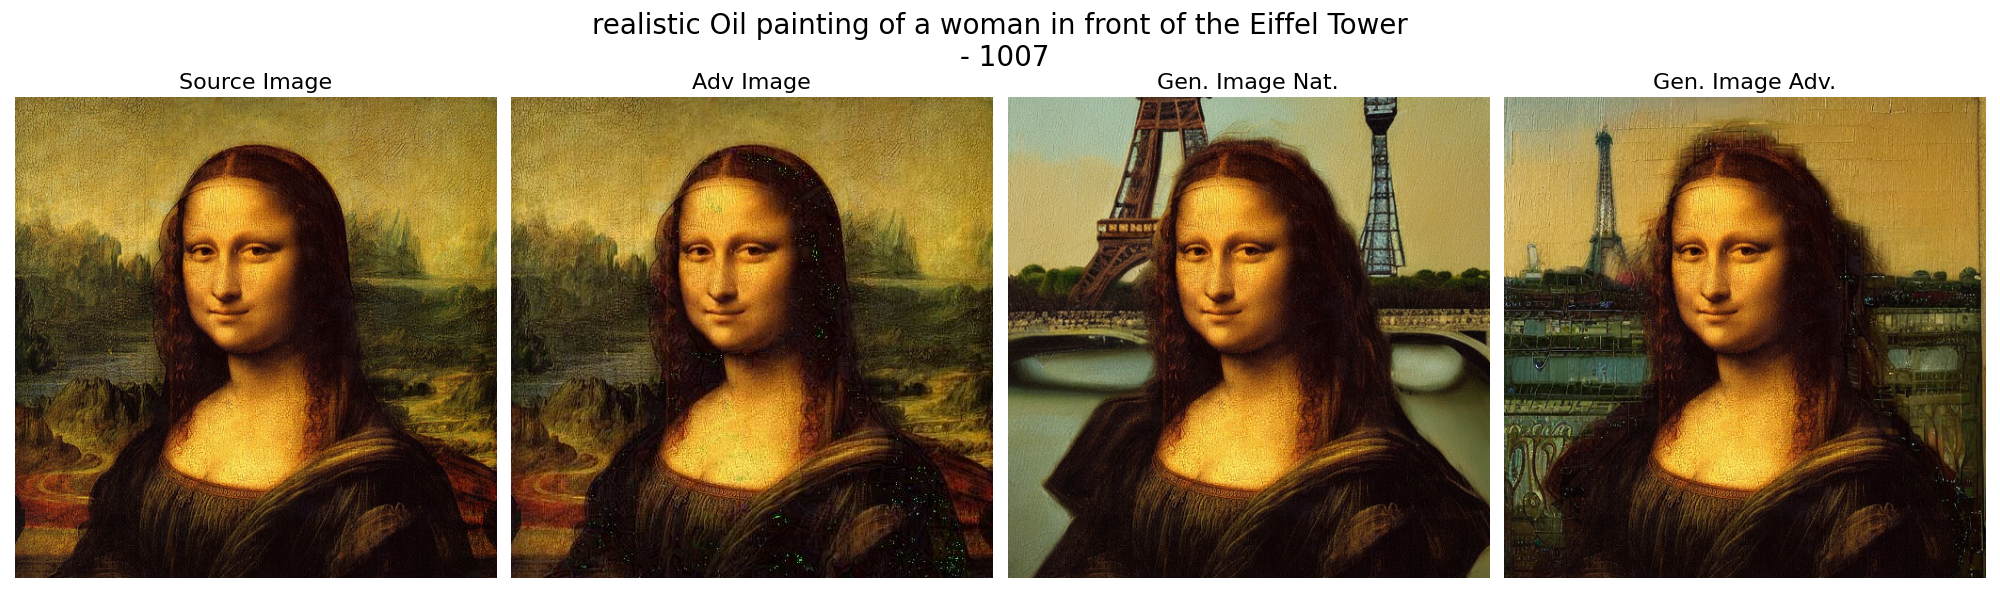 realistic Oil painting of a woman in front of the Eiffel Tower
- 1007
Source Image
Adv Image
Gen. Image Nat.
Gen. Image Adv.